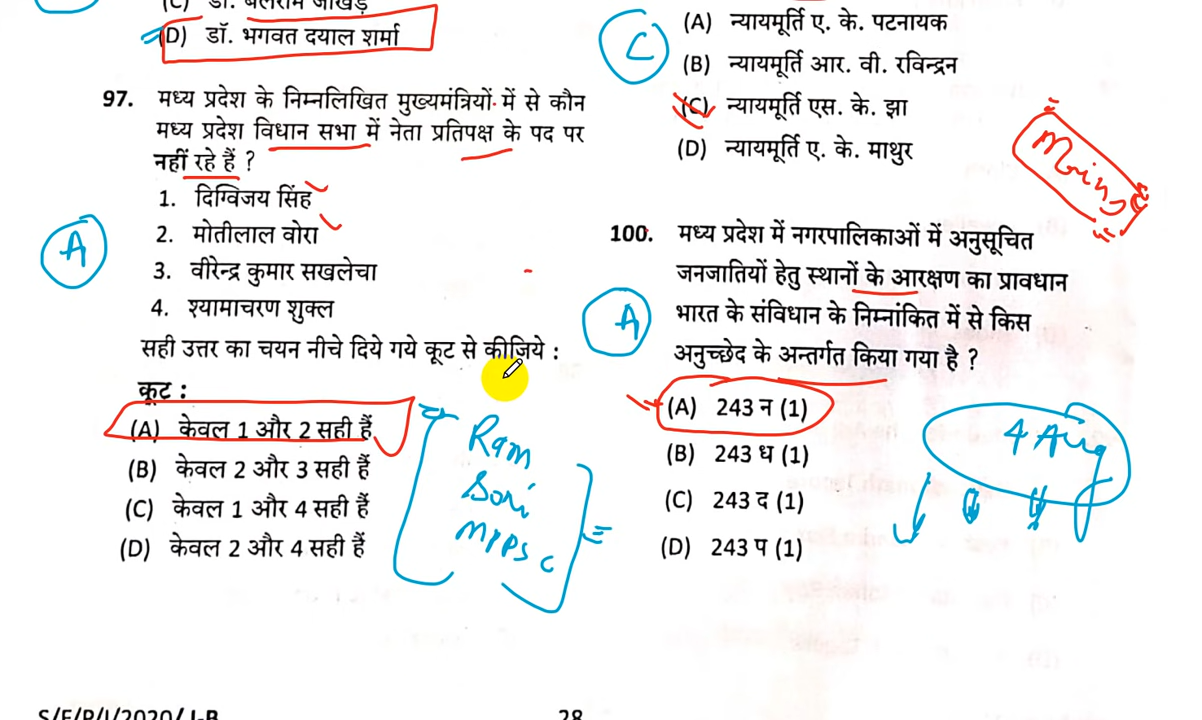 (C) डॉ. बलराम जाखड़
(D) डॉ. भगवत दयाल शर्मा
97. मध्य प्रदेश के निम्नलिखित मुख्यमंत्रियों में से कौन
मध्य प्रदेश विधान सभा में नेता प्रतिपक्ष के पद पर
नहीं रहे हैं ?
1. दिग्विजय सिंह
2. मोतीलाल वोरा
A
3. वीरेन्द्र कुमार सखलेचा
4. श्यामाचरण शुक्ल
सही उत्तर का चयन नीचे दिये गये कूट से कीजिये :
कूट :
(A) केवल 1 और 2 सही हैं
(B) केवल 2 और 3 सही हैं
(C) केवल 1 और 4 सही हैं
(D) केवल 2 और 4 सही हैं
Ram
Sori
MPPSC
S/F/P/I/2020/ I-B
28
(A) न्यायमूर्ति ए. के. पटनायक
C
(B) न्यायमूर्ति आर. वी. रविन्द्रन
(C) न्यायमूर्ति एस. के. झा
(D) न्यायमूर्ति ए. के. माथुर
100. मध्य प्रदेश में नगरपालिकाओं में अनुसूचित
जनजातियों हेतु स्थानों के आरक्षण का प्रावधान
भारत के संविधान के निम्नांकित में से किस
A
अनुच्छेद के अन्तर्गत किया गया है ?
(A) 243 न (1)
(B) 243 ध (1)
(C) 243 द (1)
(D) 243 प (1)
4 Aug